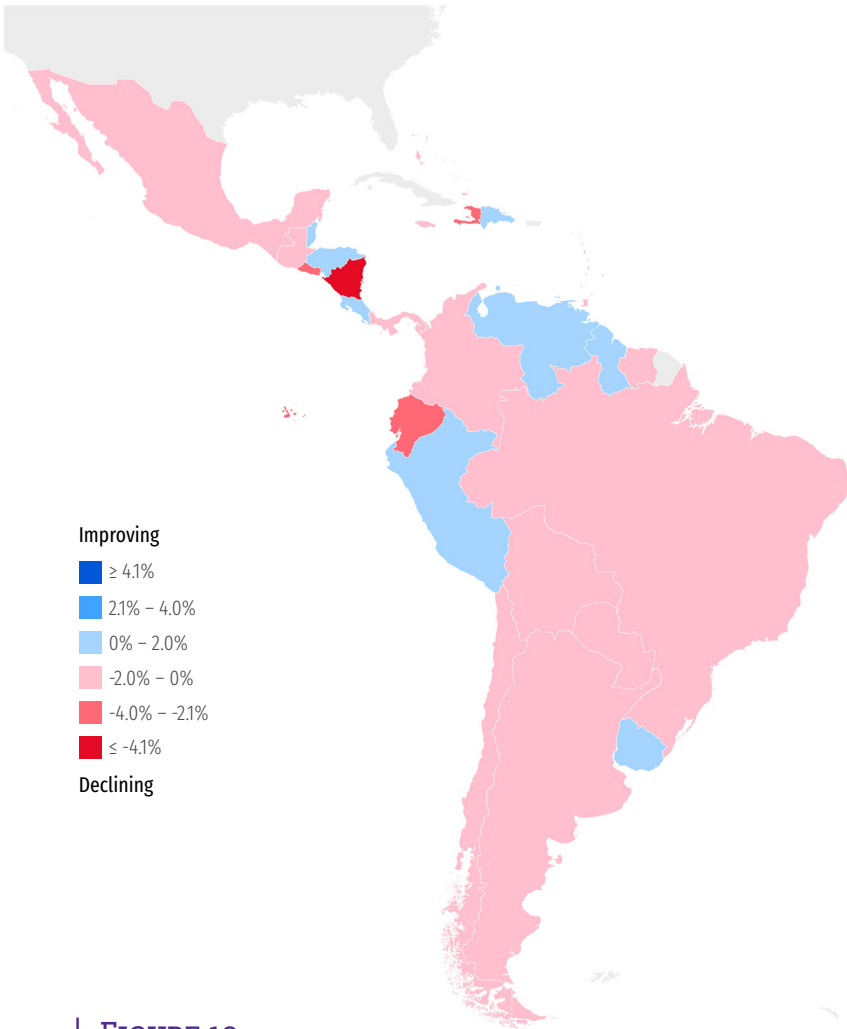 Improving
≥ 4.1%
2.1% – 4.0%
0% – 2.0%
-2.0% – 0%
-4.0% – -2.1%
≤ -4.1%
Declining